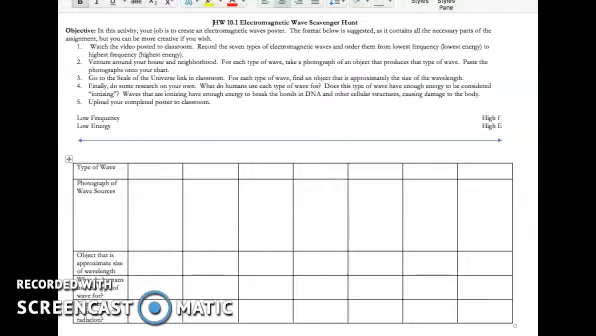 Styles Styles
Pane
HW 10.1 Electromagnetic Wave Scavenger Hunt
Objective: In this activity, your job is to create an electromagnetic waves poster. The format below is suggested, as it contains all the necessary parts of the
assignment, but you can be more creative if you wish.
1. Watch the video posted to classroom. Record the seven types of electromagnetic waves and order them from lowest frequency (lowest energy) to
highest frequency (highest energy).
2. Venture around your house and neighborhood. For each type of wave, take a photograph of an object that produces that type of wave. Paste the
photographs onto your chart.
3. Go to the Scale of the Universe link in classroom. For each type of wave, find an object that is approximately the size of the wavelength.
4. Finally, do some research on your own. What do humans use each type of wave for? Does this type of wave have enough energy to be considered
"ionizing"? Waves that are ionizing have enough energy to break the bonds in DNA and other cellular structures, causing damage to the body.
5. Upload your completed poster to classroom.
Low Frequency High f
Low Energy High E
Type of Wave
Photograph of
Wave Sources
Object that is
approximate size
of wavelength
humans
of
wave for?
radiation?
RECORDED WITH
SCREENCAST MATIC